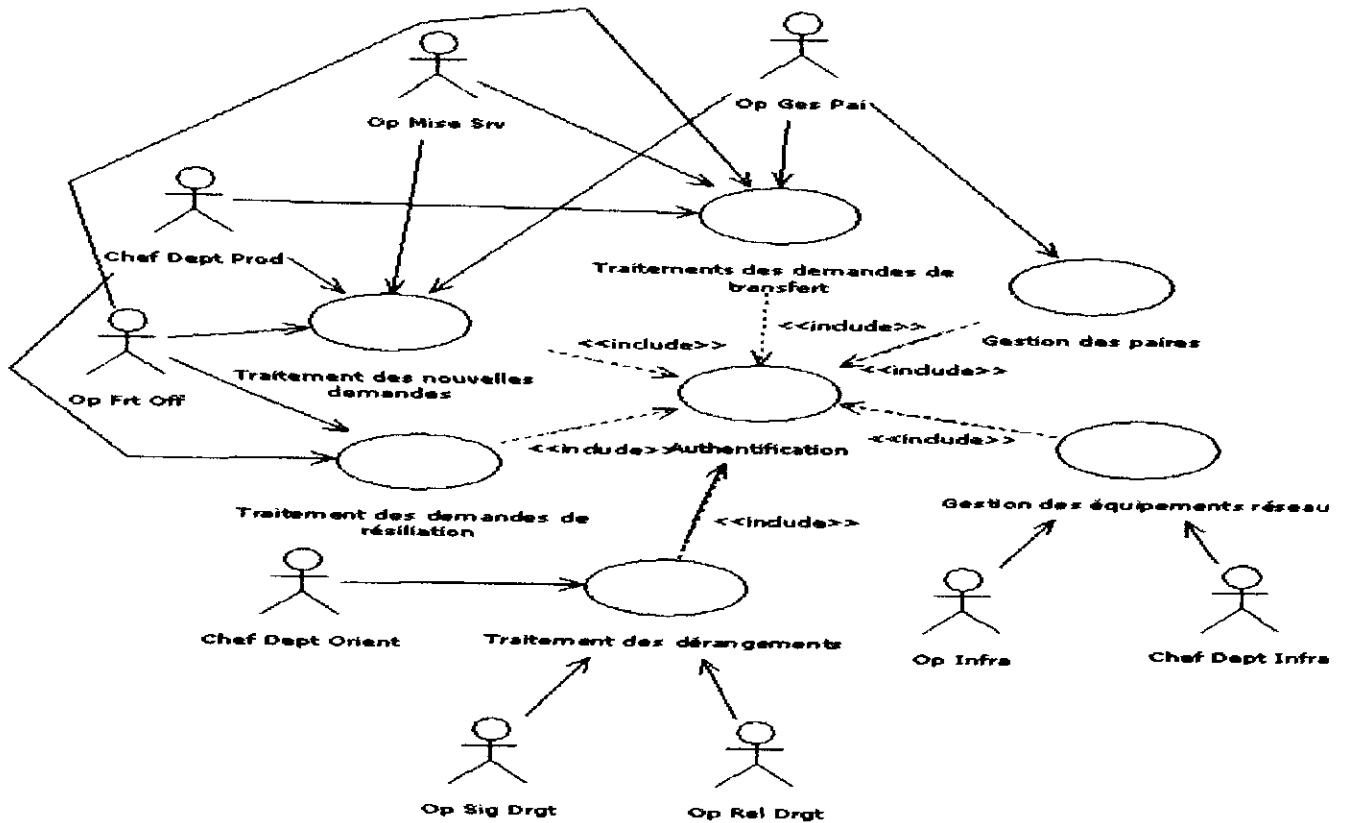 Op Ges Pai
Op Mise Srv
Chef Dept Prod
Traitements des demandes de
transfert
<<include>>
Gestion des paires
<<include>>
<<include>>
Traitement des nouvelles
demandes
Op Frt Off
<<include>>
<<include>>
Authentification
Gestion des équipements réseau
Traitement des demandes de
résiliation
<<include>>
Chef Dept Orient
Traitement des dérangements
Op Infra
Chef Dept Infra
Op Sig Drgt
Op Rel Drgt